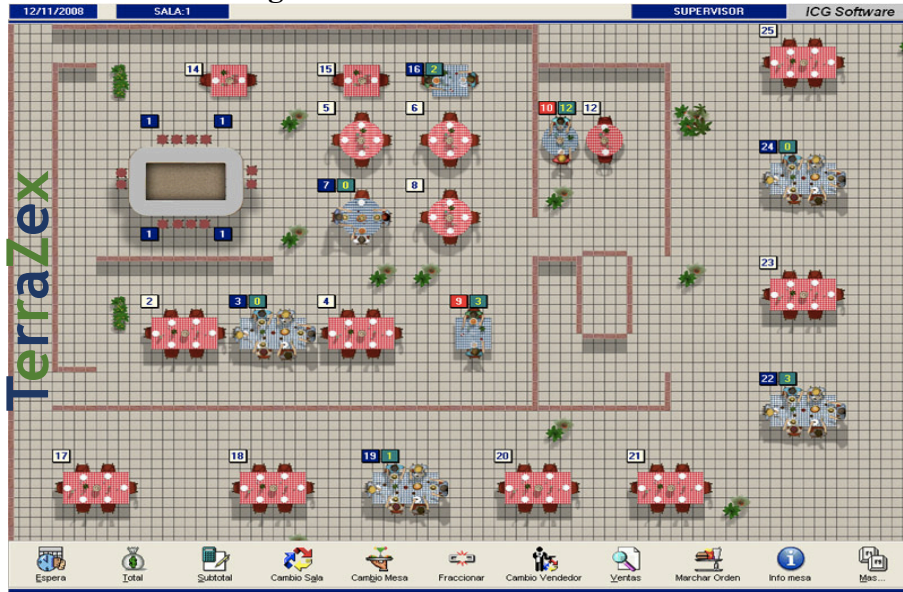 12/11/2008 SALA:1 SUPERVISOR ICG Software
25
14 15 16 2
5 6 10 12 12
1 1
24 0
7 0 8
1 1
TerraZex
23
2 3 0 4 9 3
22 3
17 18 19 1 20 21
Espera Total Subtotal Cambio Sala Cambio Mesa Fraccionar Cambio Vendedor Ventas Marchar Orden Info mesa Mas...